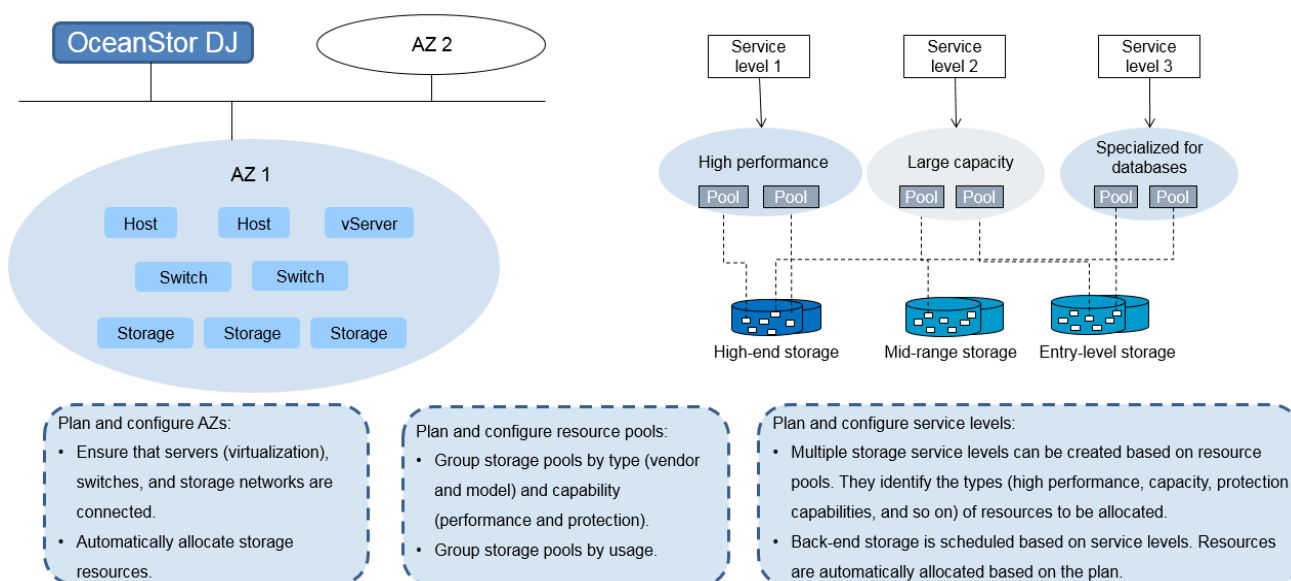 OceanStor DJ
AZ 2
AZ 1
Host
Host
vServer
Switch
Switch
Storage
Storage
Storage
Service
level 1
Service
level 2
Service
level 3
High performance
Large capacity
Specialized for
databases
Pool
Pool
Pool
Pool
Pool
Pool
High-end storage
Mid-range storage
Entry-level storage
Plan and configure AZs:
• Ensure that servers (virtualization),
switches, and storage networks are
connected.
• Automatically allocate storage
resources.
Plan and configure resource pools:
• Group storage pools by type (vendor
and model) and capability
(performance and protection).
• Group storage pools by usage.
Plan and configure service levels:
• Multiple storage service levels can be created based on resource
pools. They identify the types (high performance, capacity, protection
capabilities, and so on) of resources to be allocated.
• Back-end storage is scheduled based on service levels. Resources
are automatically allocated based on the plan.